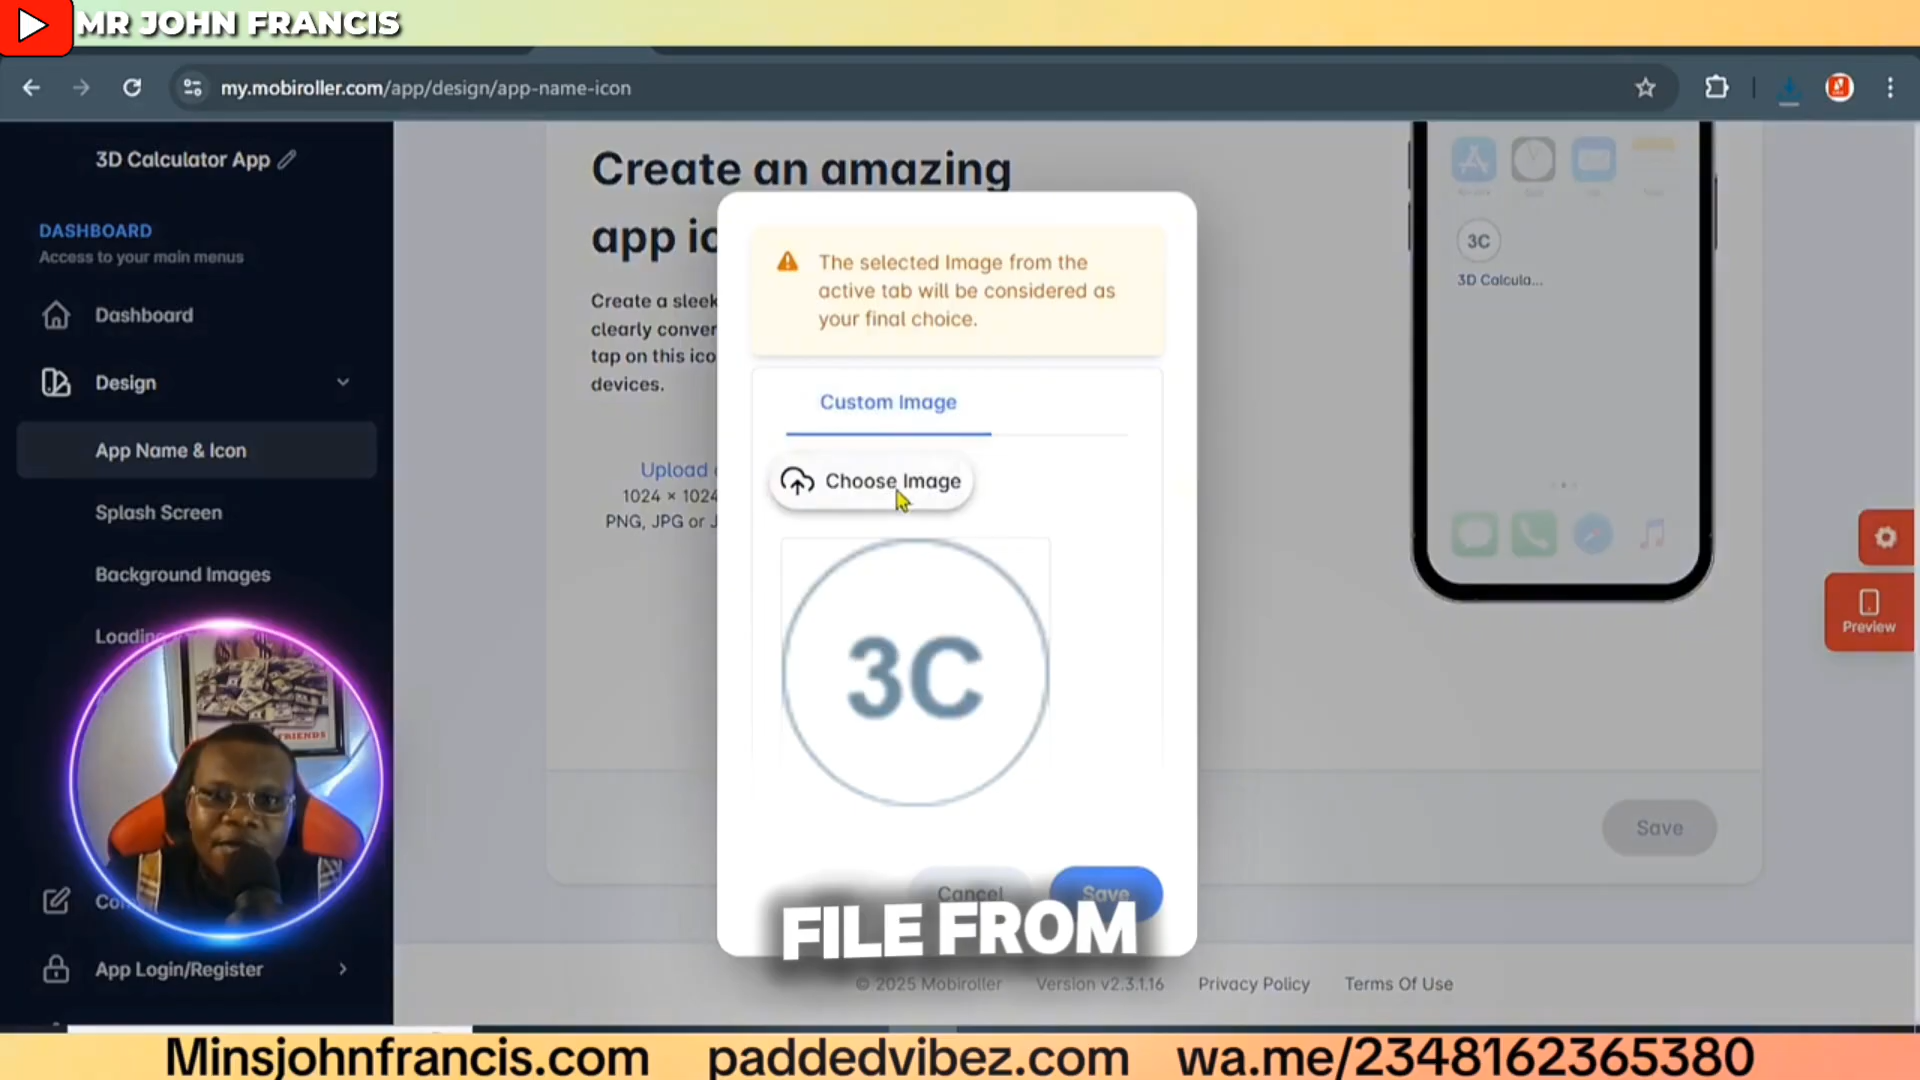 MR JOHN FRANCIS
my.mobiroller.com/app/design/app-name-icon
3D Calculator App
DASHBOARD
Access to your main menus
Dashboard
Design
App Name & Icon
Splash Screen
Background Images
Loading
App Login/Register
Create an amazing
app ic
Create a sleek
clearly conver
tap on this ico
devices.
Upload
1024 × 1024
PNG, JPG or J
The selected Image from the
active tab will be considered as
your final choice.
Custom Image
Choose Image
3C
Cancel
Save
FILE FROM
3C
3D Calcula...
Save
Preview
FRIENDS
© 2025 Mobiroller
Version v2.3.1.16
Privacy Policy
Terms Of Use
Minsjohnfrancis.com
paddedvibez.com
wa.me/2348162365380